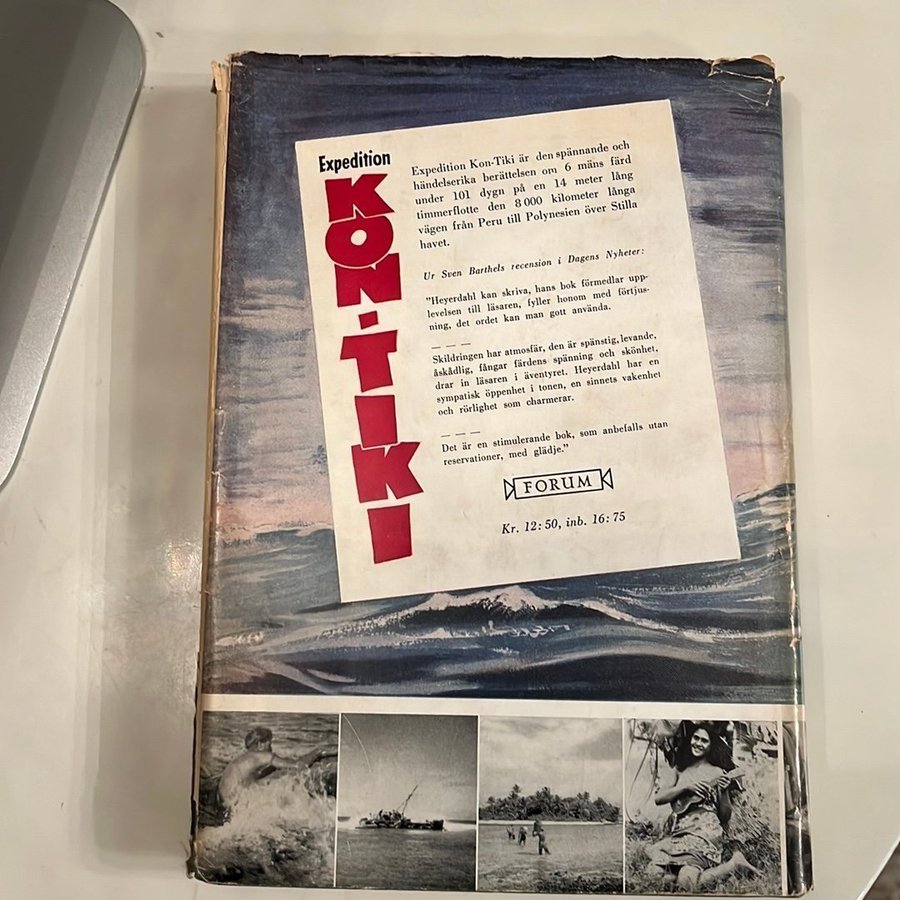 Expedition
KON-TIKI
Expedition Kon-Tiki är den spännande och
händelserika berättelsen om 6 mäns färd
under 101 dygn på en 14 meter lång
timmerflotte den 8 000 kilometer långa
vägen från Peru till Polynesien över Stilla
havet.
Ur Sven Barthels recension i Dagens Nyheter:
"Heyerdahl kan skriva, hans bok förmedlar upp-
levelsen till läsaren, fyller honom med förtjus-
ning, det ordet kan man gott använda.
— — —
Skildringen har atmosfär, den är spänstig, levande,
åskådlig, fångar färdens spänning och skönhet,
drar in läsaren i äventyret. Heyerdahl har en
sympatisk öppenhet i tonen, en sinnets vakenhet
och rörlighet som charmerar.
— — —
Det är en stimulerande bok, som anbefalls utan
reservationer, med glädje."
FORUM
Kr. 12:50, inb. 16:75